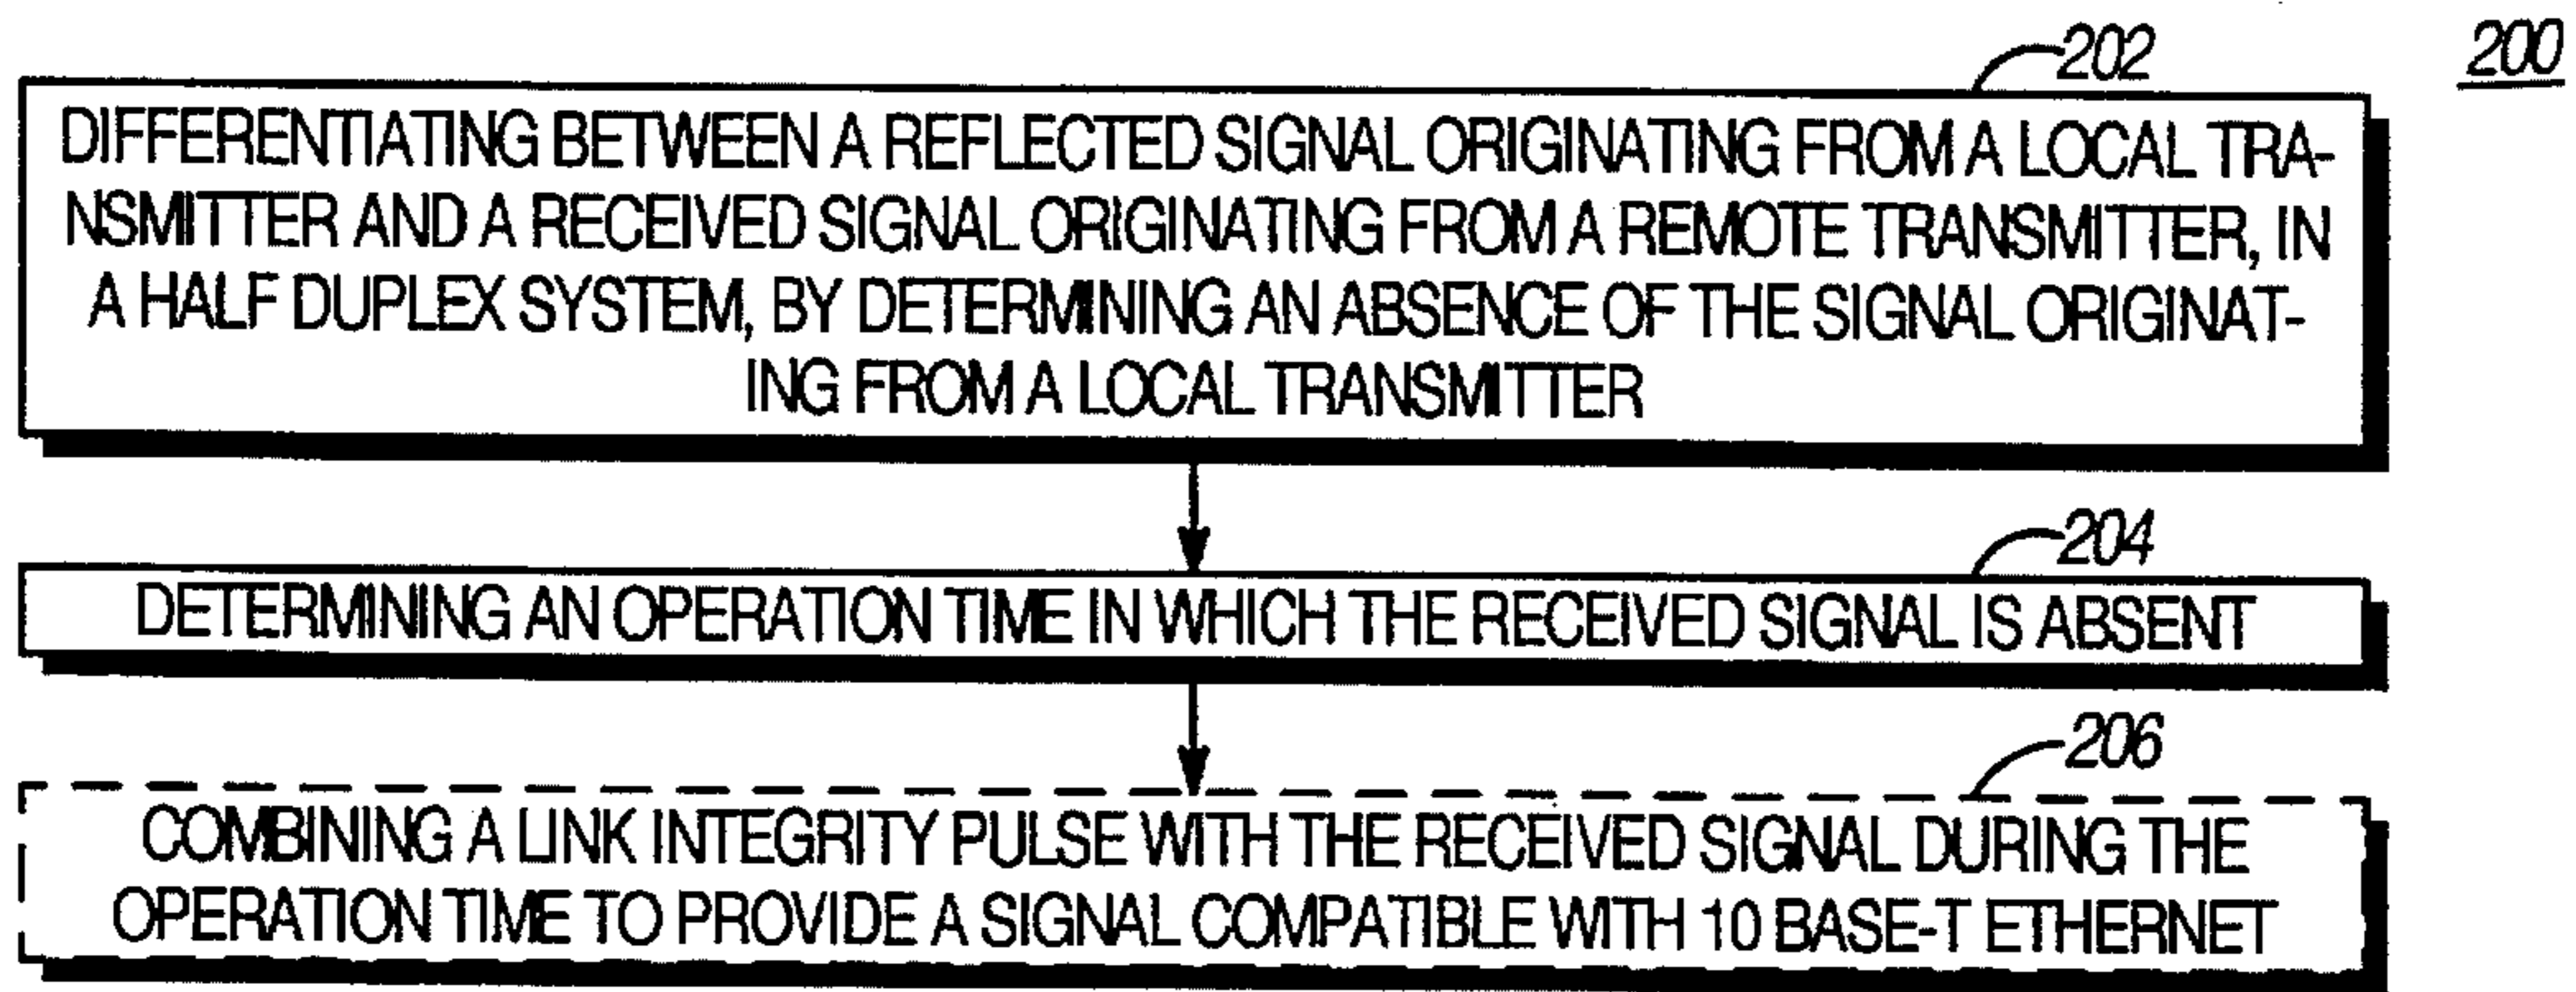 202
200
DIFFERENTIATING BETWEEN A REFLECTED SIGNAL ORIGINATING FROM A LOCAL TRA-
NSMITTER AND A RECEIVED SIGNAL ORIGINATING FROM A REMOTE TRANSMITTER, IN
A HALF DUPLEX SYSTEM, BY DETERMINING AN ABSENCE OF THE SIGNAL ORIGINAT-
ING FROM A LOCAL TRANSMITTER
204
DETERMINING AN OPERATION TIME IN WHICH THE RECEIVED SIGNAL IS ABSENT
206
COMBINING A LINK INTEGRITY PULSE WITH THE RECEIVED SIGNAL DURING THE
OPERATION TIME TO PROVIDE A SIGNAL COMPATIBLE WITH 10 BASE-T ETHERNET